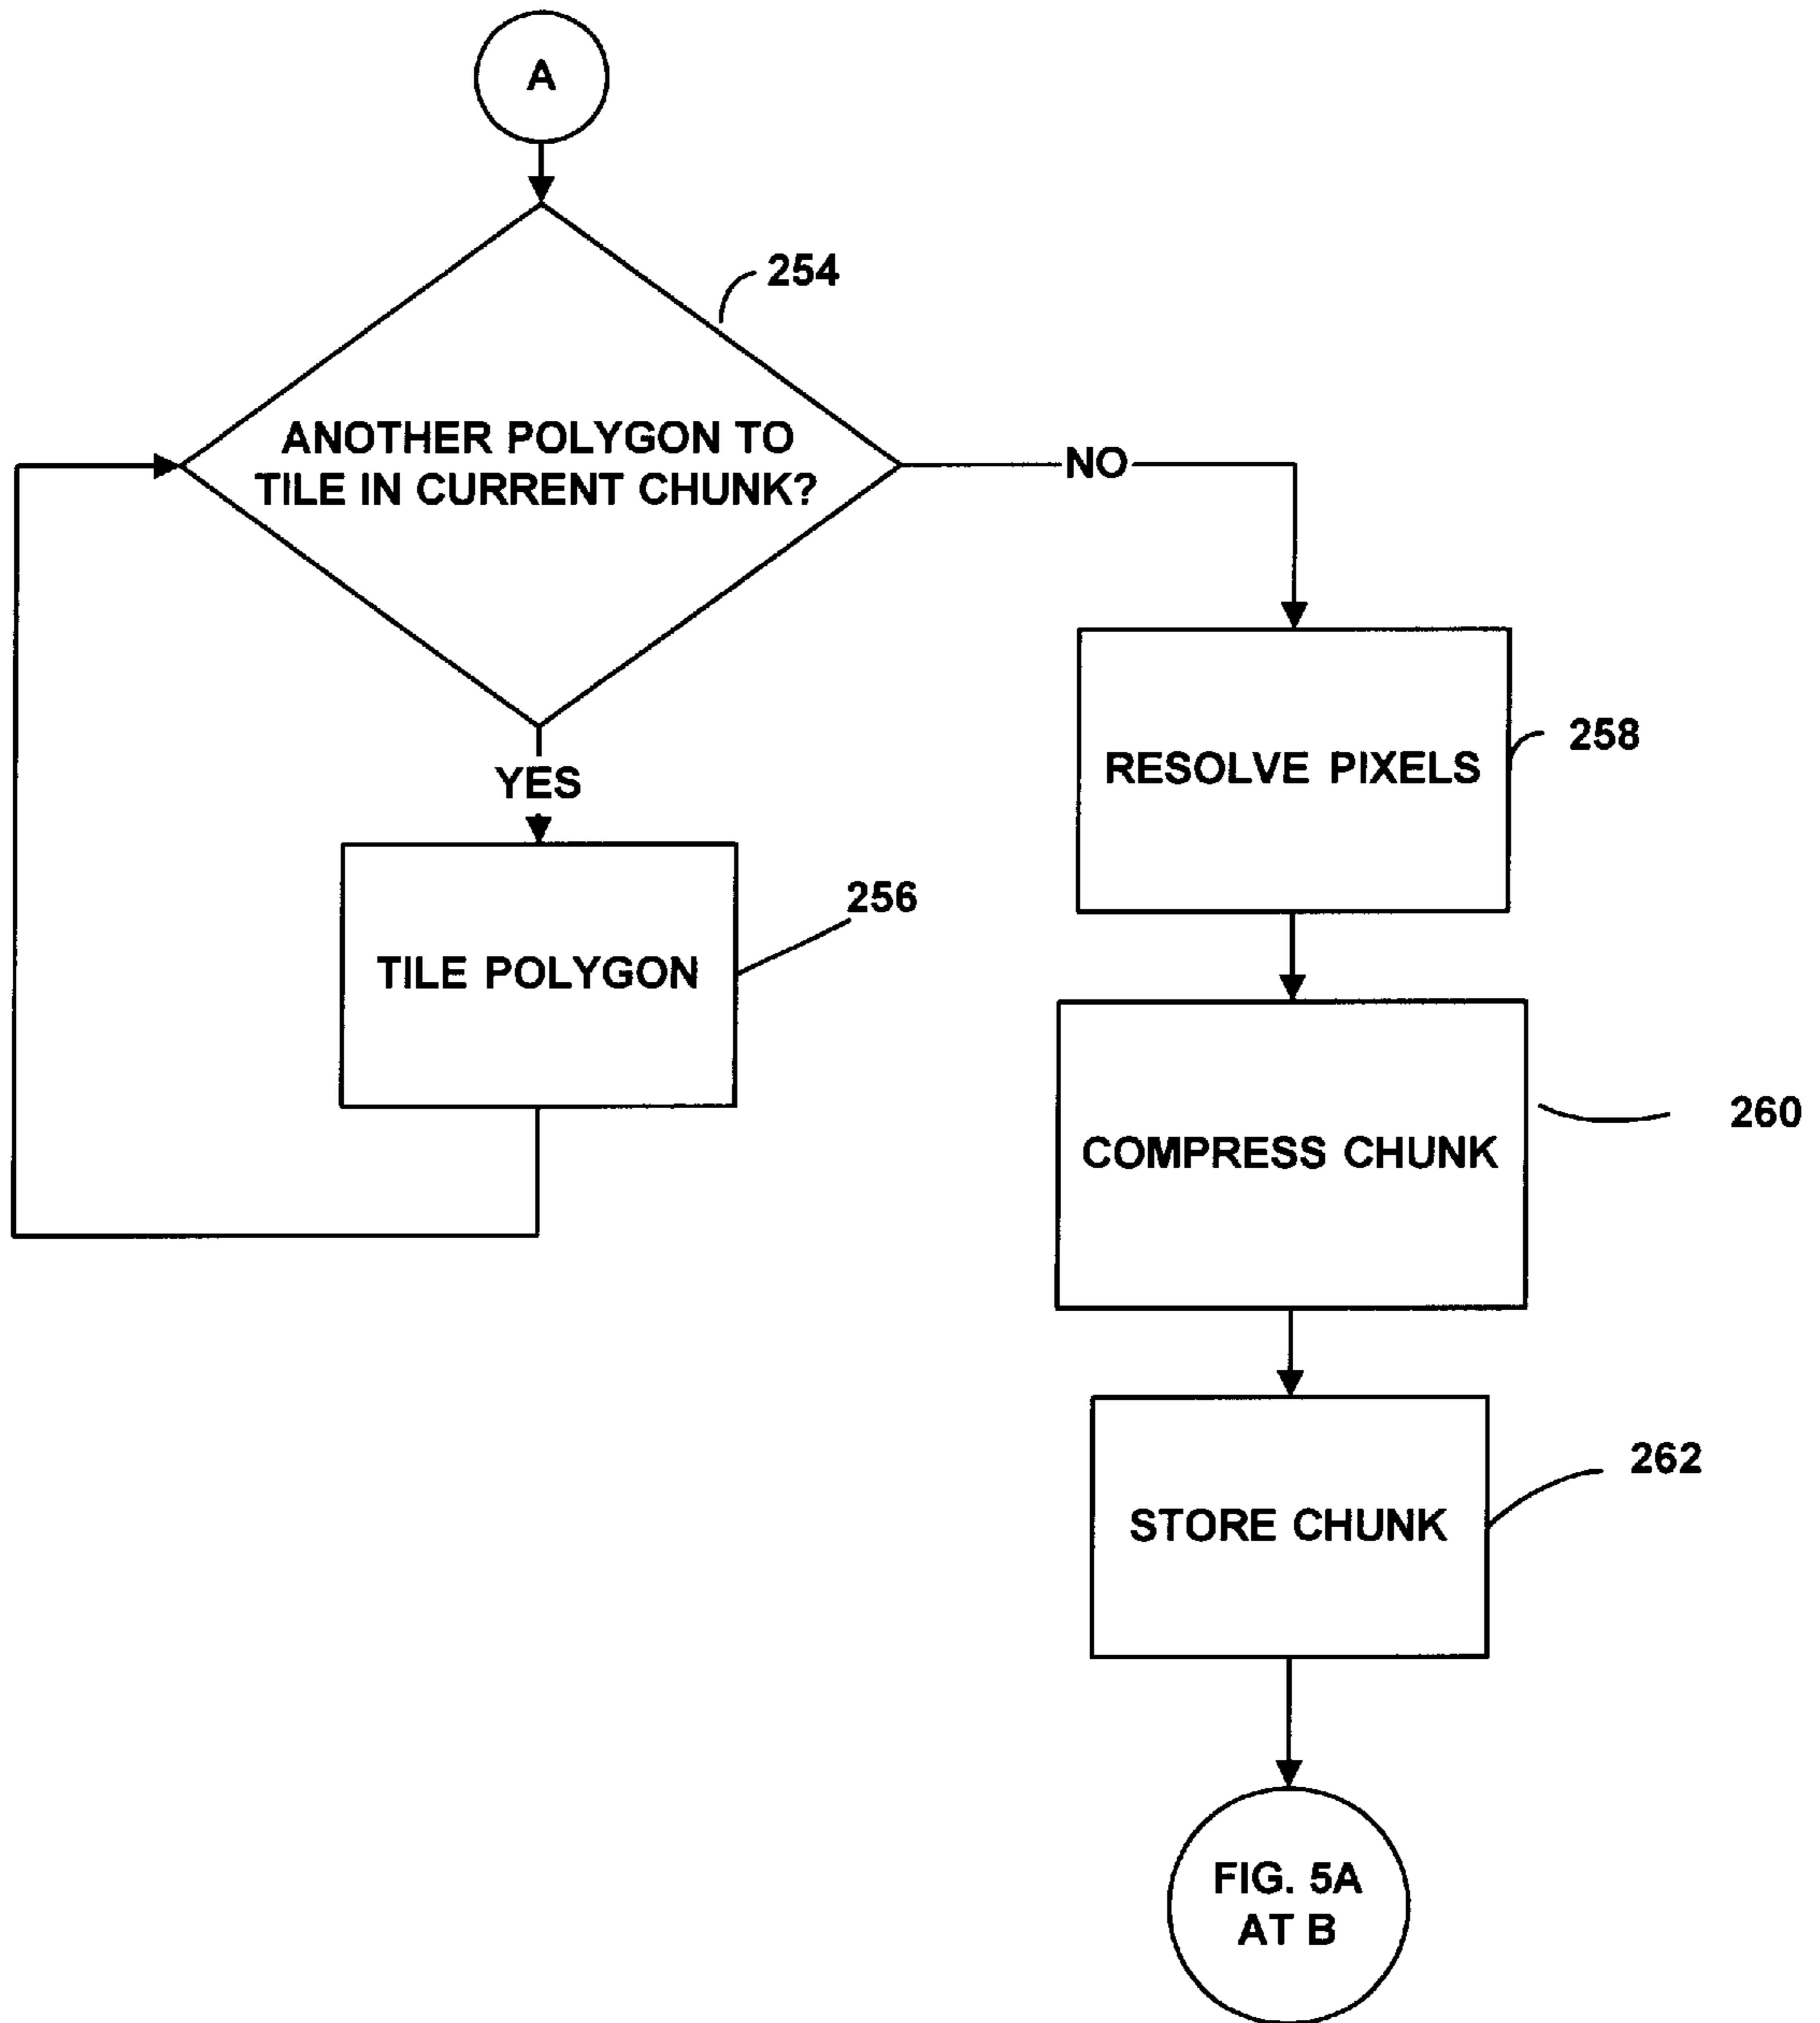 A
254
ANOTHER POLYGON TO
TILE IN CURRENT CHUNK?
NO
YES
258
RESOLVE PIXELS
256
TILE POLYGON
260
COMPRESS CHUNK
262
STORE CHUNK
FIG. 5A
AT B